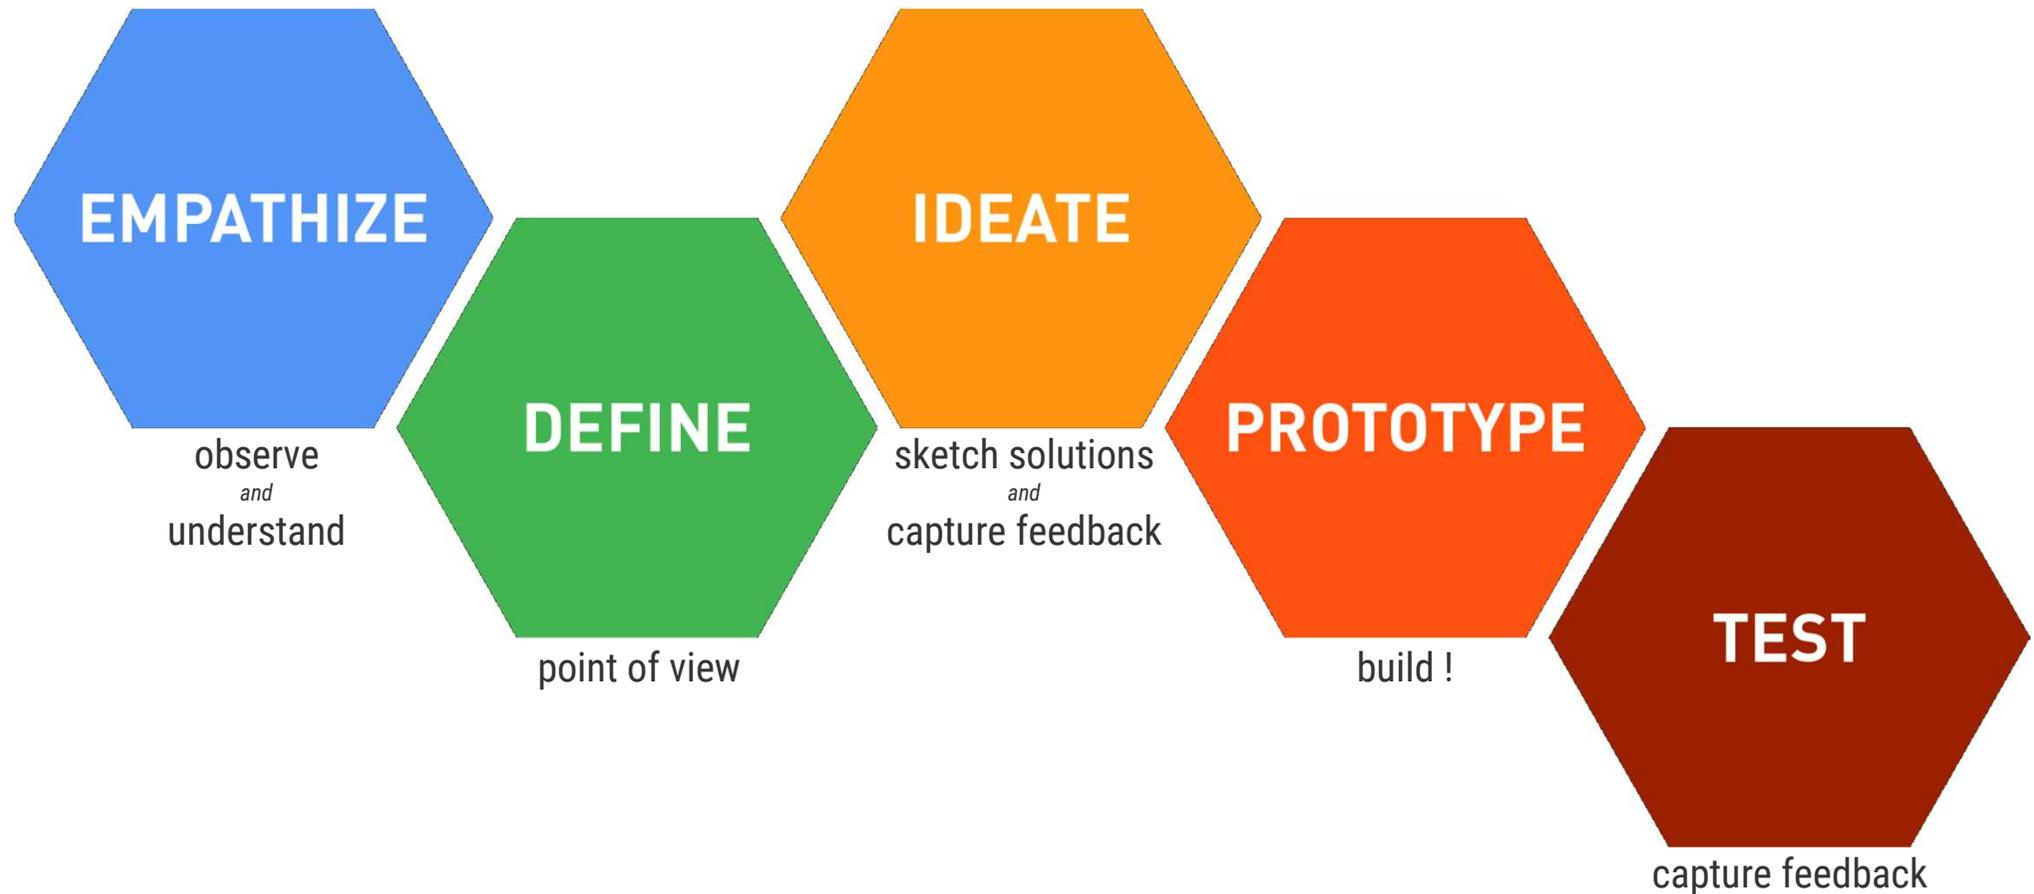 EMPATHIZE
observe
and
understand
DEFINE
point of view
IDEATE
sketch solutions
and
capture feedback
PROTOTYPE
build !
TEST
capture feedback